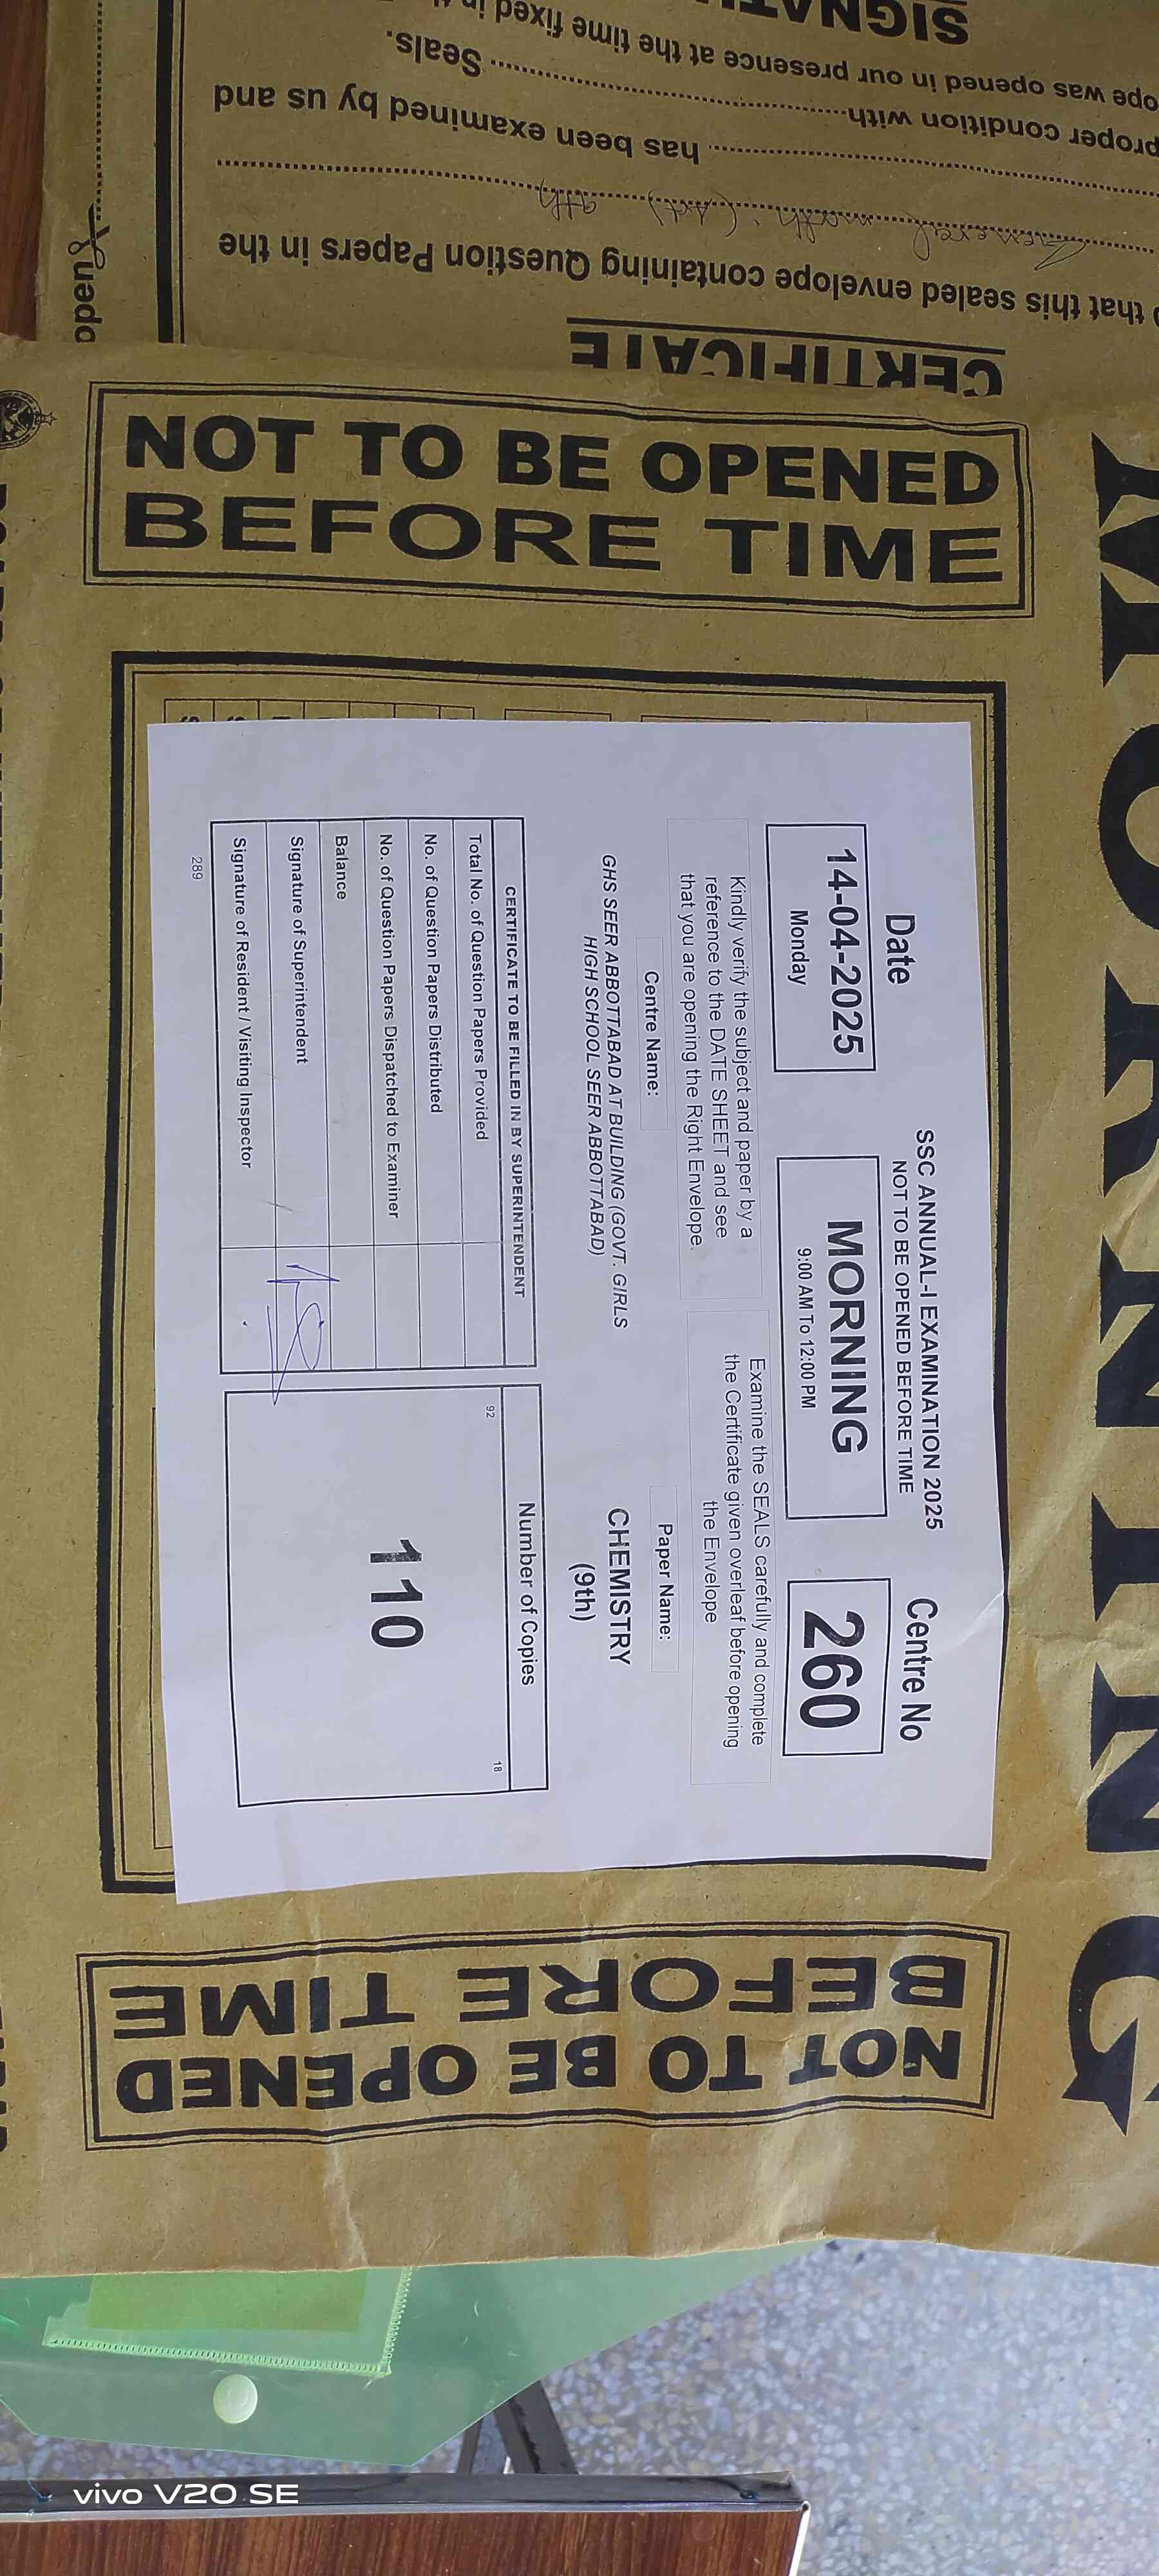 SIGNATU
ope was opened in our presence at the time fixed in
proper condition with Seals.
has been examined by us and
General math (Sct) 9th
that this sealed envelope containing Question Papers in the
CERTIFICATE
open
NOT TO BE OPENED
BEFORE TIME
MORNING
SSC ANNUAL-I EXAMINATION 2025
NOT TO BE OPENED BEFORE TIME
Date
14-04-2025
Monday
MORNING
9:00 AM To 12:00 PM
Centre No
260
Kindly verify the subject and paper by a
reference to the DATE SHEET and see
that you are opening the Right Envelope.
Examine the SEALS carefully and complete
the Certificate given overleaf before opening
the Envelope
Centre Name:
GHS SEER ABBOTTABAD AT BUILDING (GOVT. GIRLS
HIGH SCHOOL SEER ABBOTTABAD)
Paper Name:
CHEMISTRY
(9th)
CERTIFICATE TO BE FILLED IN BY SUPERINTENDENT
Total No. of Question Papers Provided
No. of Question Papers Distributed
No. of Question Papers Dispatched to Examiner
Balance
Signature of Superintendent
Signature of Resident / Visiting Inspector
289
Number of Copies
92
18
110
NOT TO BE OPENED
BEFORE TIME
vivo V20 SE